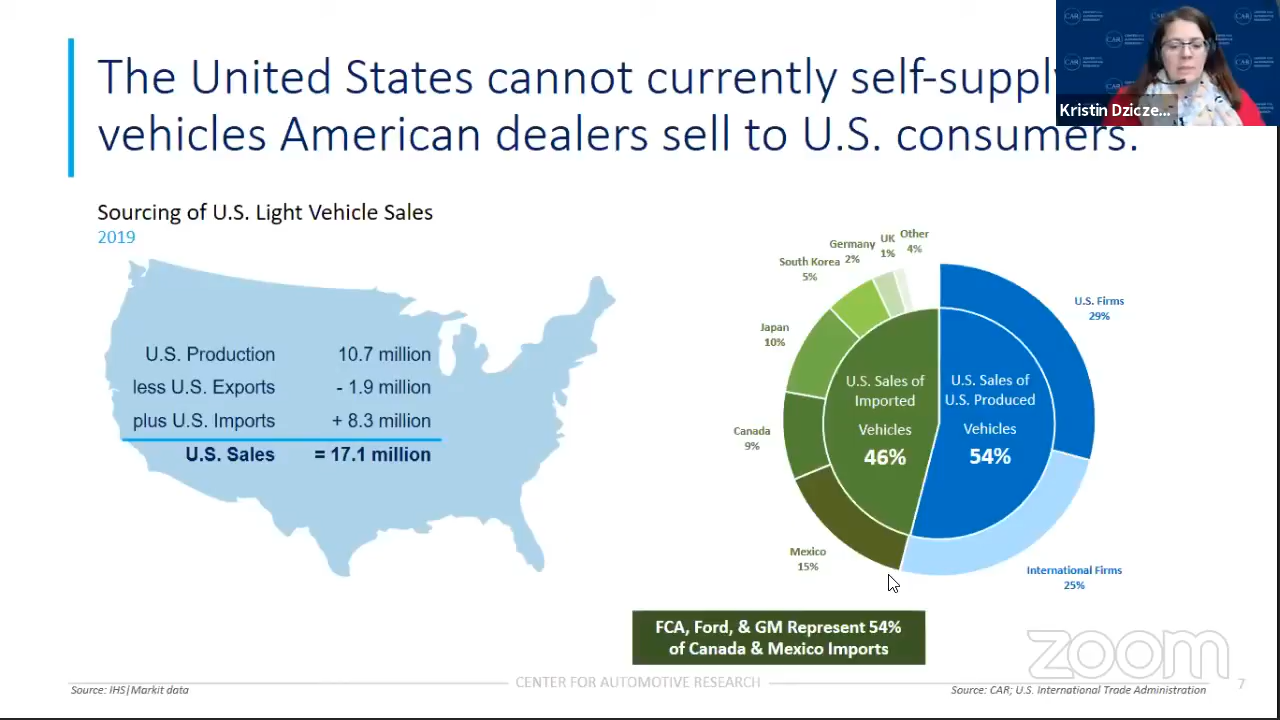 The United States cannot currently self-supply
vehicles American dealers sell to U.S. consumers.
Kristin Dzicze...
Sourcing of U.S. Light Vehicle Sales
2019
U.S. Production 10.7 million
less U.S. Exports - 1.9 million
plus U.S. Imports + 8.3 million
U.S. Sales = 17.1 million
Other
4%
UK
1%
Germany
2%
South Korea
5%
Japan
10%
Canada
9%
Mexico
15%
U.S. Firms
29%
International Firms
25%
U.S. Sales of
Imported
Vehicles
46%
U.S. Sales of
U.S. Produced
Vehicles
54%
FCA, Ford, & GM Represent 54%
of Canada & Mexico Imports
zoom
Source: IHS|Markit data
CENTER FOR AUTOMOTIVE RESEARCH
Source: CAR; U.S. International Trade Administration
7
CAR